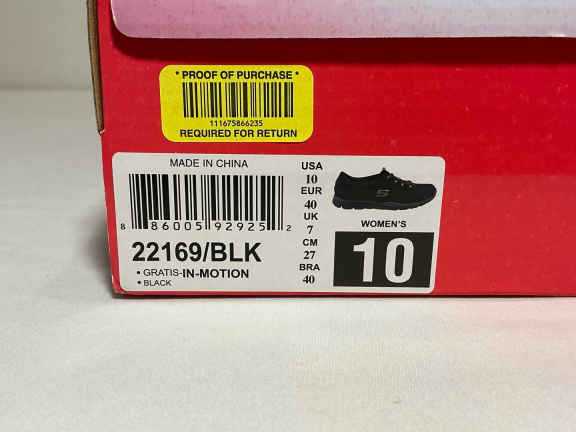 • PROOF OF PURCHASE •
111675866235
REQUIRED FOR RETURN
MADE IN CHINA
8 86005 92925 2
22169/BLK
• GRATIS-IN-MOTION
• BLACK
USA
10
EUR
40
UK
7
CM
27
BRA
40
S
WOMEN'S
10